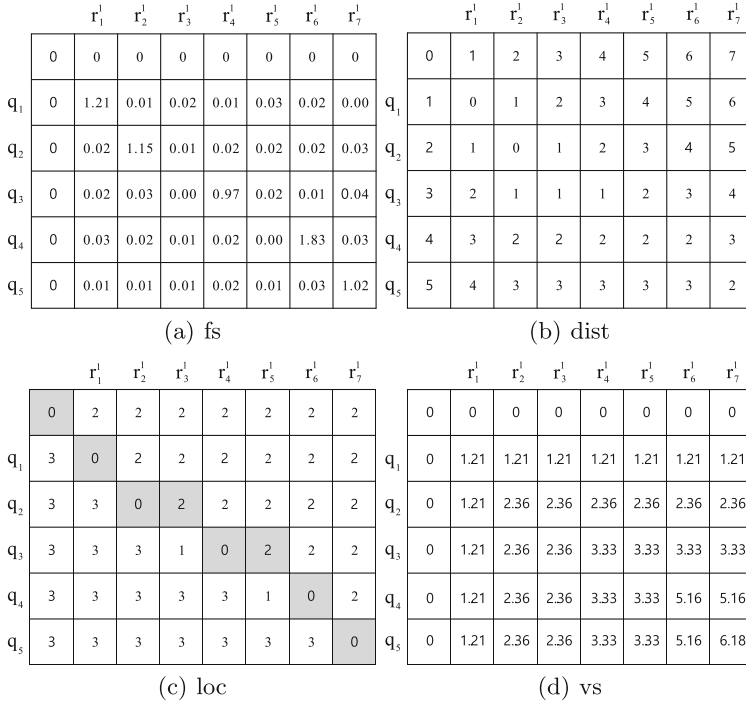 r₁¹ r₂¹ r₃¹ r₄¹ r₅¹ r₆¹ r₇¹
0 0 0 0 0 0 0 0
q₁ 0 1.21 0.01 0.02 0.01 0.03 0.02 0.00
q₂ 0 0.02 1.15 0.01 0.02 0.02 0.02 0.03
q₃ 0 0.02 0.03 0.00 0.97 0.02 0.01 0.04
q₄ 0 0.03 0.02 0.01 0.02 0.00 1.83 0.03
q₅ 0 0.01 0.01 0.01 0.02 0.01 0.03 1.02
(a) fs
r₁¹ r₂¹ r₃¹ r₄¹ r₅¹ r₆¹ r₇¹
0 1 2 3 4 5 6 7
q₁ 1 0 1 2 3 4 5 6
q₂ 2 1 0 1 2 3 4 5
q₃ 3 2 1 1 1 2 3 4
q₄ 4 3 2 2 2 2 2 3
q₅ 5 4 3 3 3 3 3 2
(b) dist
r₁¹ r₂¹ r₃¹ r₄¹ r₅¹ r₆¹ r₇¹
0 2 2 2 2 2 2 2
q₁ 3 0 2 2 2 2 2 2
q₂ 3 3 0 2 2 2 2 2
q₃ 3 3 3 1 0 2 2 2
q₄ 3 3 3 3 3 1 0 2
q₅ 3 3 3 3 3 3 3 0
(c) loc
r₁¹ r₂¹ r₃¹ r₄¹ r₅¹ r₆¹ r₇¹
0 0 0 0 0 0 0 0
q₁ 0 1.21 1.21 1.21 1.21 1.21 1.21 1.21
q₂ 0 1.21 2.36 2.36 2.36 2.36 2.36 2.36
q₃ 0 1.21 2.36 2.36 3.33 3.33 3.33 3.33
q₄ 0 1.21 2.36 2.36 3.33 3.33 5.16 5.16
q₅ 0 1.21 2.36 2.36 3.33 3.33 5.16 6.18
(d) vs